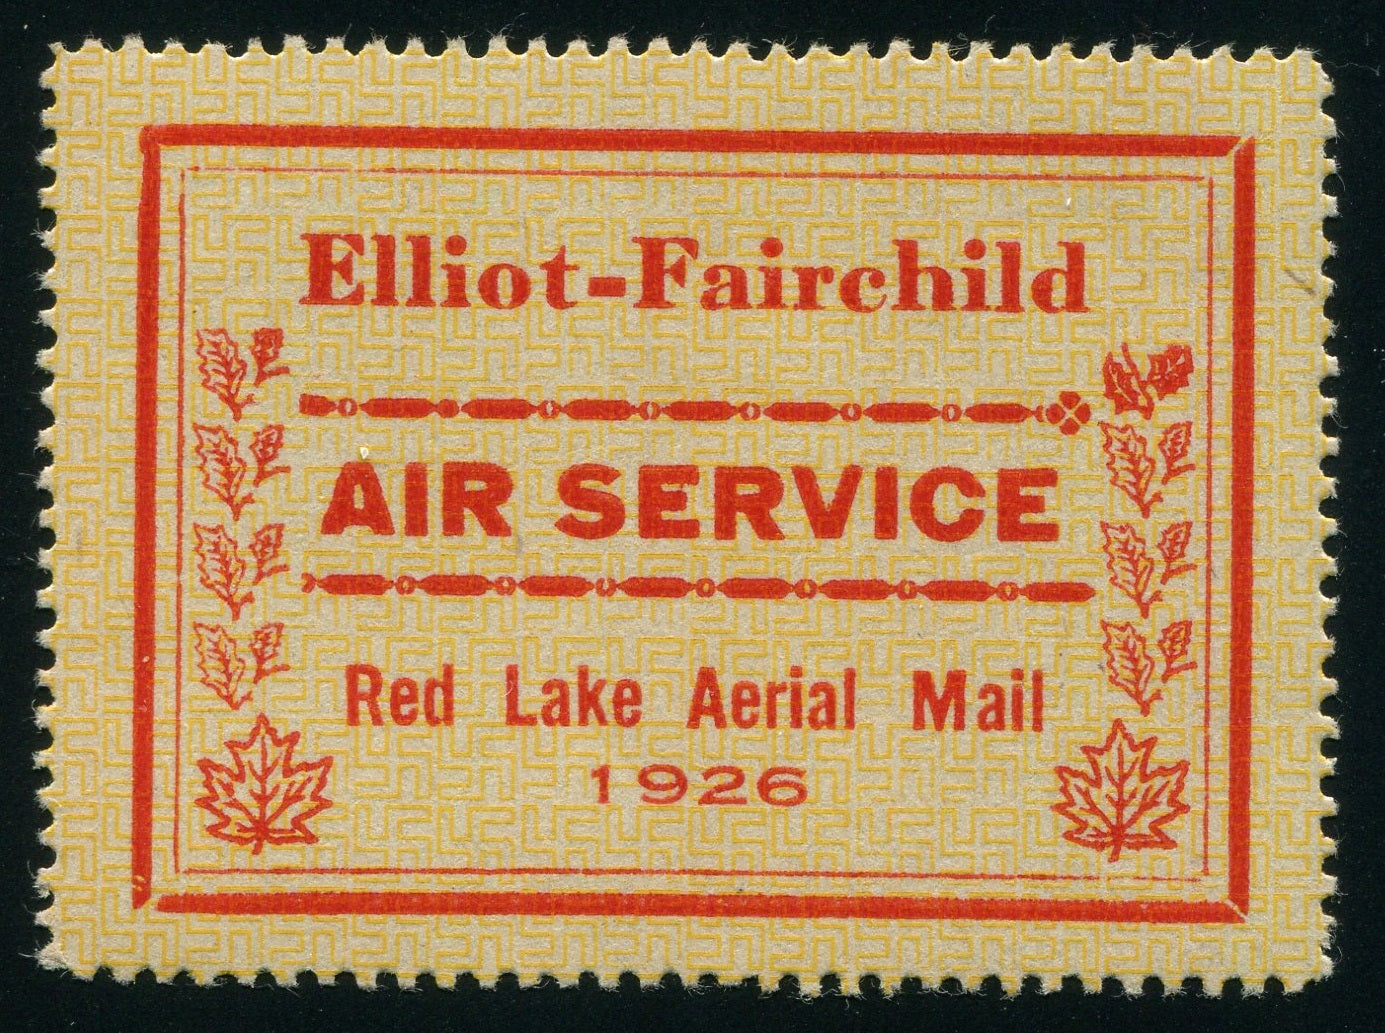 Elliot-Fairchild
AIR SERVICE
Red Lake Aerial Mail
1926